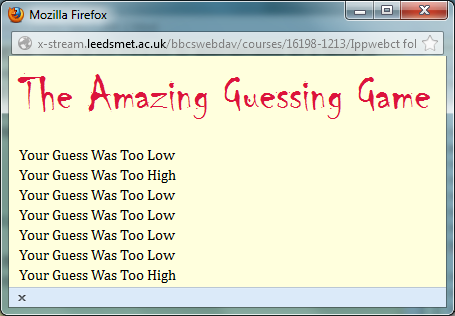 Mozilla Firefox
x-stream.leedsmet.ac.uk/bbcswebdav/courses/16198-1213/Ippwebct fol
The Amazing Guessing Game
Your Guess Was Too Low
Your Guess Was Too High
Your Guess Was Too Low
Your Guess Was Too Low
Your Guess Was Too Low
Your Guess Was Too Low
Your Guess Was Too High
x